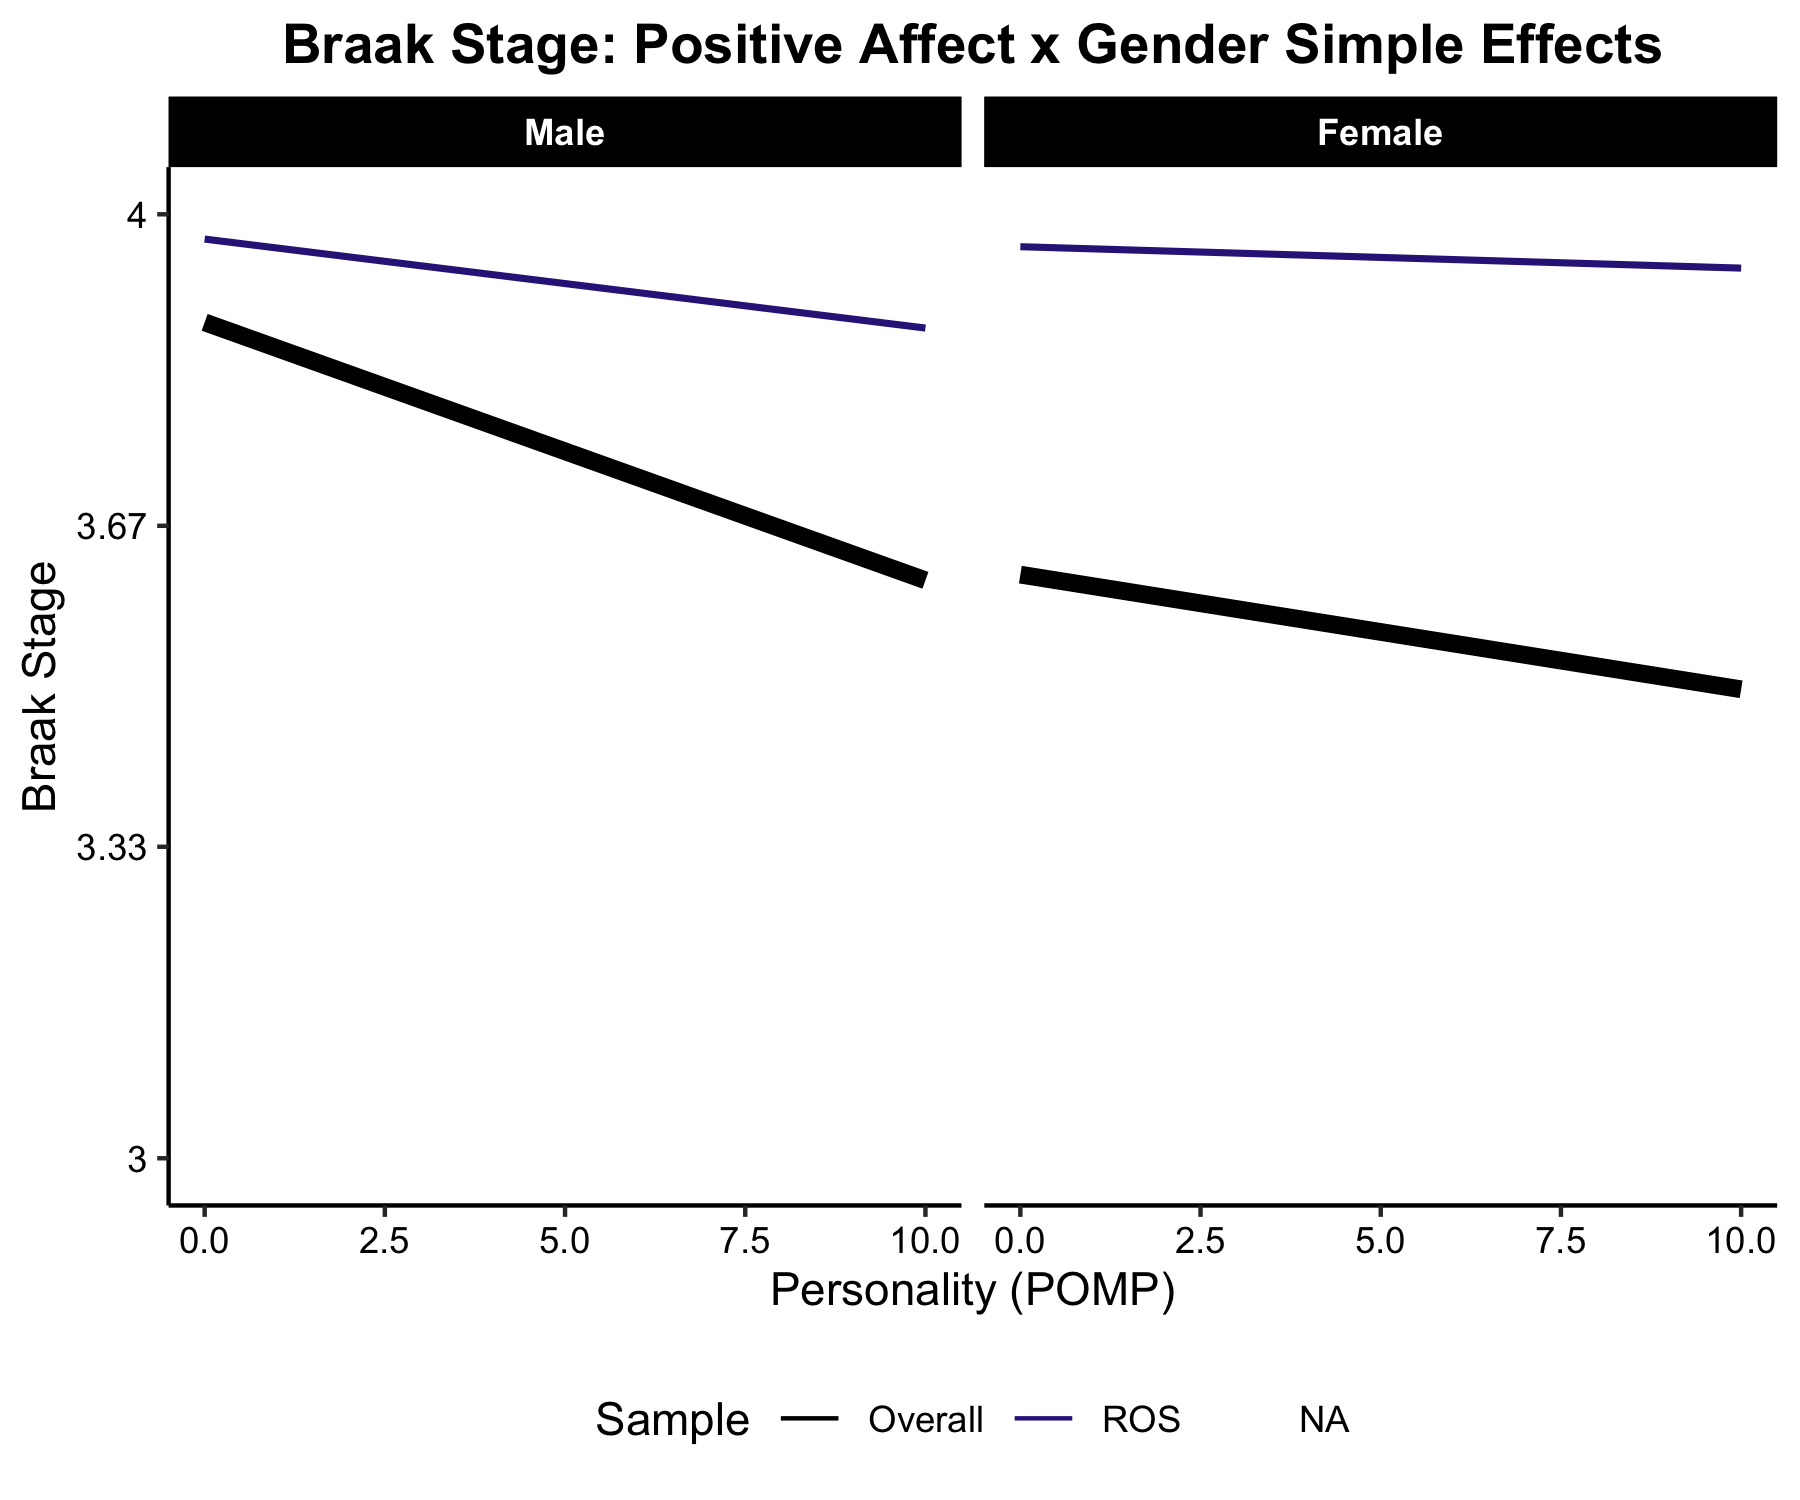 Braak Stage: Positive Affect x Gender Simple Effects
Male
Female
Braak Stage
4
3.67
3.33
3
0.0 2.5 5.0 7.5 10.0
0.0 2.5 5.0 7.5 10.0
Personality (POMP)
Sample Overall ROS NA